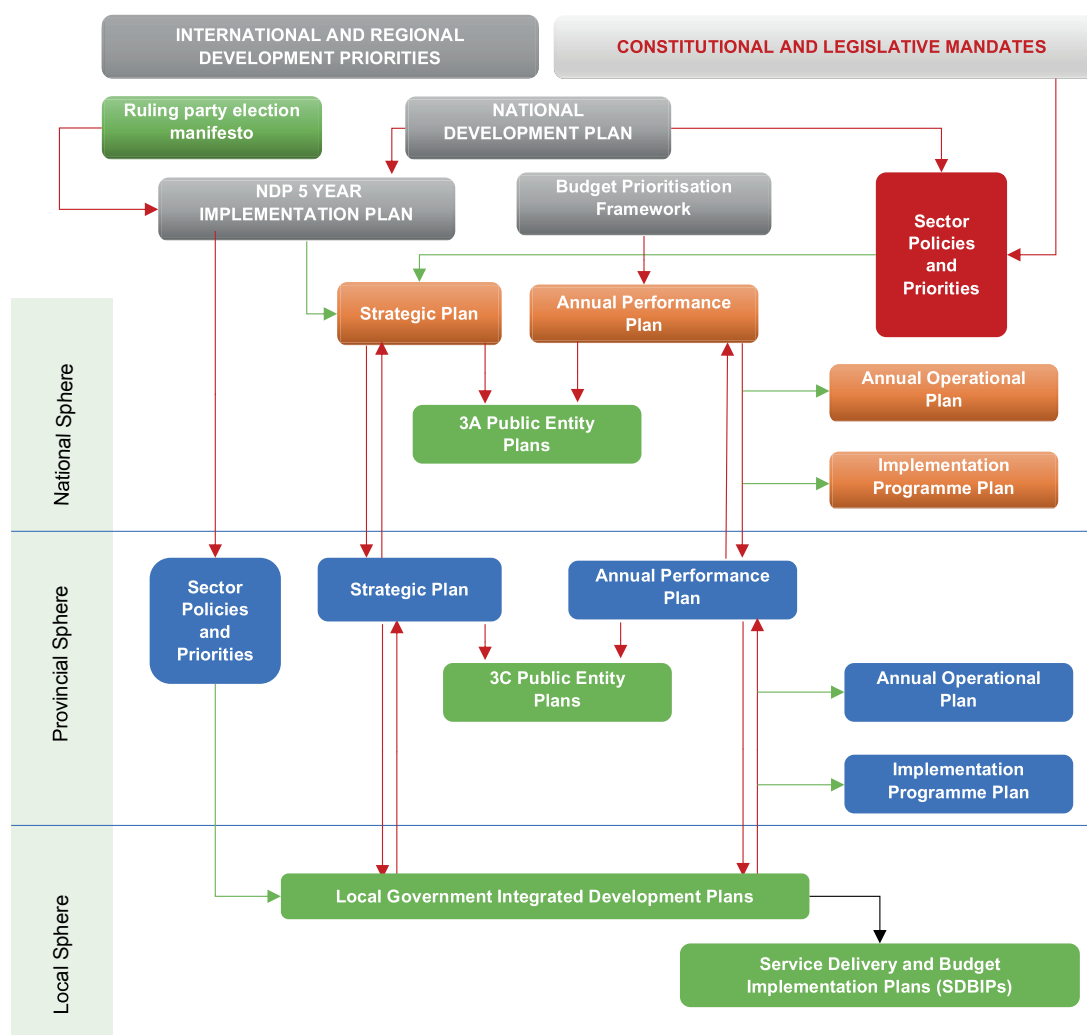 INTERNATIONAL AND REGIONAL
DEVELOPMENT PRIORITIES
CONSTITUTIONAL AND LEGISLATIVE MANDATES
Ruling party election
manifesto
NATIONAL
DEVELOPMENT PLAN
NDP 5 YEAR
IMPLEMENTATION PLAN
Budget Prioritisation
Framework
Sector
Policies
and
Priorities
National Sphere
Strategic Plan
Annual Performance
Plan
Annual Operational
Plan
3A Public Entity
Plans
Implementation
Programme Plan
Provincial Sphere
Sector
Policies
and
Priorities
Strategic Plan
Annual Performance
Plan
3C Public Entity
Plans
Annual Operational
Plan
Implementation
Programme Plan
Local Sphere
Local Government Integrated Development Plans
Service Delivery and Budget
Implementation Plans (SDBIPs)